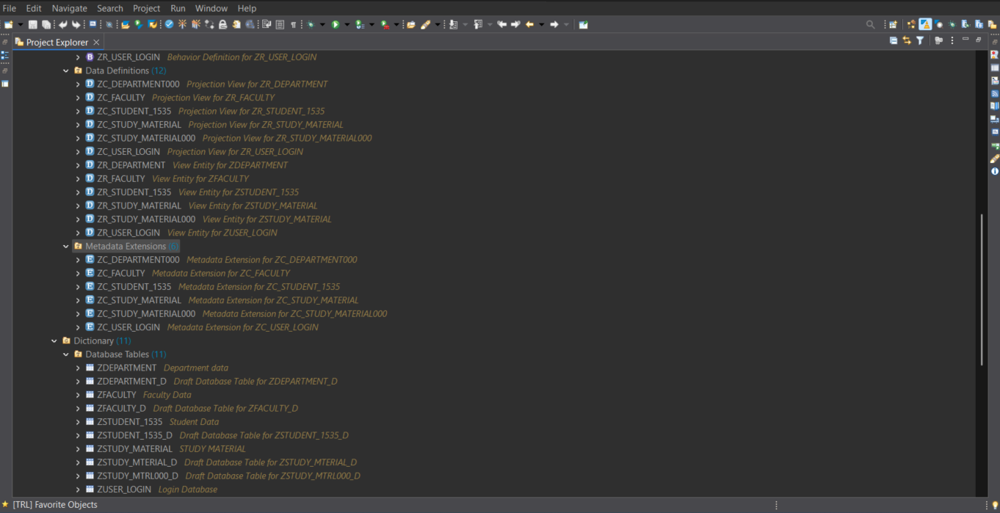 File Edit Navigate Search Project Run Window Help
Project Explorer
B ZR_USER_LOGIN Behavior Definition for ZR_USER_LOGIN
Data Definitions (12)
D ZC_DEPARTMENT000 Projection View for ZR_DEPARTMENT
D ZC_FACULTY Projection View for ZR_FACULTY
D ZC_STUDENT_1535 Projection View for ZR_STUDENT_1535
D ZC_STUDY_MATERIAL Projection View for ZR_STUDY_MATERIAL
D ZC_STUDY_MATERIAL000 Projection View for ZR_STUDY_MATERIAL000
D ZC_USER_LOGIN Projection View for ZR_USER_LOGIN
D ZR_DEPARTMENT View Entity for ZDEPARTMENT
D ZR_FACULTY View Entity for ZFACULTY
D ZR_STUDENT_1535 View Entity for ZSTUDENT_1535
D ZR_STUDY_MATERIAL View Entity for ZSTUDY_MATERIAL
D ZR_STUDY_MATERIAL000 View Entity for ZSTUDY_MATERIAL
D ZR_USER_LOGIN View Entity for ZUSER_LOGIN
Metadata Extensions (6)
E ZC_DEPARTMENT000 Metadata Extension for ZC_DEPARTMENT000
E ZC_FACULTY Metadata Extension for ZC_FACULTY
E ZC_STUDENT_1535 Metadata Extension for ZC_STUDENT_1535
E ZC_STUDY_MATERIAL Metadata Extension for ZC_STUDY_MATERIAL
E ZC_STUDY_MATERIAL000 Metadata Extension for ZC_STUDY_MATERIAL000
E ZC_USER_LOGIN Metadata Extension for ZC_USER_LOGIN
Dictionary (11)
Database Tables (11)
ZDEPARTMENT Department data
ZDEPARTMENT_D Draft Database Table for ZDEPARTMENT_D
ZFACULTY Faculty Data
ZFACULTY_D Draft Database Table for ZFACULTY_D
ZSTUDENT_1535 Student Data
ZSTUDENT_1535_D Draft Database Table for ZSTUDENT_1535_D
ZSTUDY_MATERIAL STUDY MATERIAL
ZSTUDY_MTERIAL_D Draft Database Table for ZSTUDY_MTERIAL_D
ZSTUDY_MTRL000_D Draft Database Table for ZSTUDY_MTRL000_D
ZUSER_LOGIN Login Database
[TRL] Favorite Objects